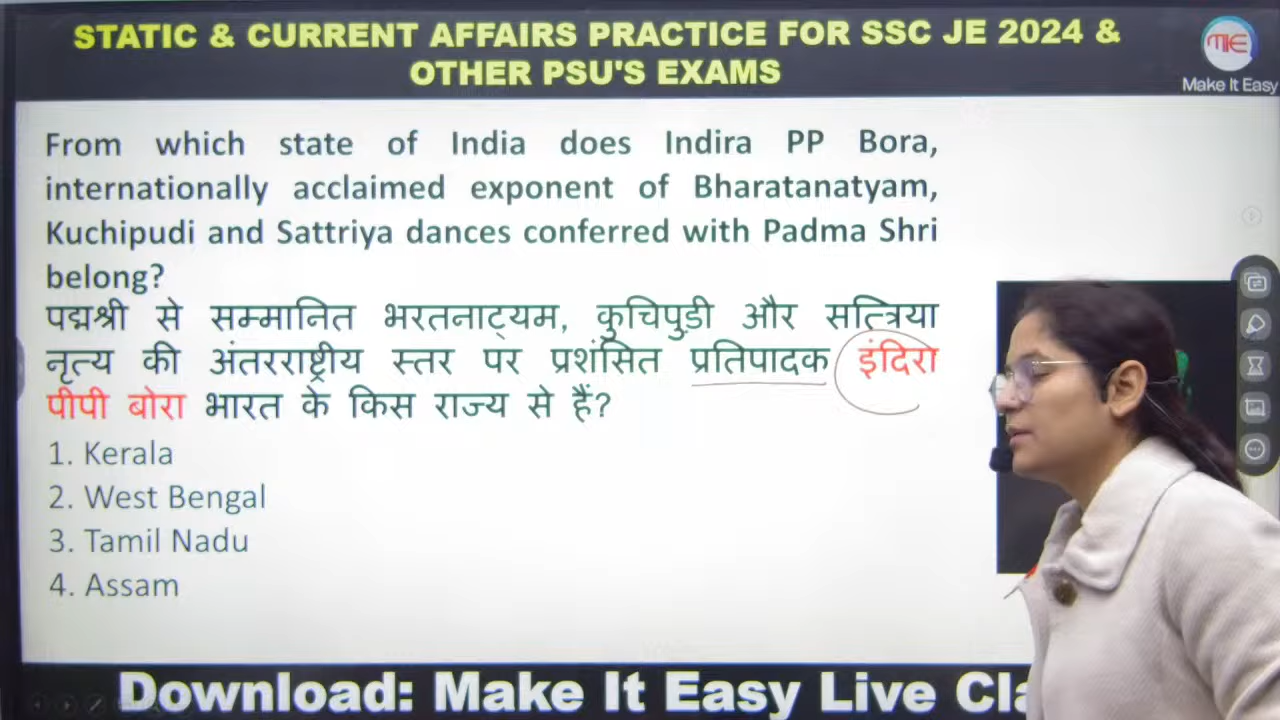 STATIC & CURRENT AFFAIRS PRACTICE FOR SSC JE 2024 &
OTHER PSU'S EXAMS
MIE
Make It Easy
From which state of India does Indira PP Bora,
internationally acclaimed exponent of Bharatanatyam,
Kuchipudi and Sattriya dances conferred with Padma Shri
belong?
पद्मश्री से सम्मानित भरतनाट्यम, कुचिपुड़ी और सत्त्रिया
नृत्य की अंतरराष्ट्रीय स्तर पर प्रशंसित प्रतिपादक इंदिरा
पीपी बोरा भारत के किस राज्य से हैं?
1. Kerala
2. West Bengal
3. Tamil Nadu
4. Assam
Download: Make It Easy Live